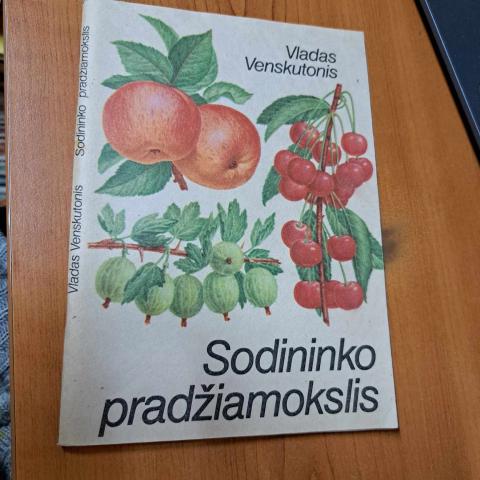 Vladas
Venskutonis
Sodininko
pradžiamokslis
Vladas Venskutonis
Sodininko pradžiamokslis